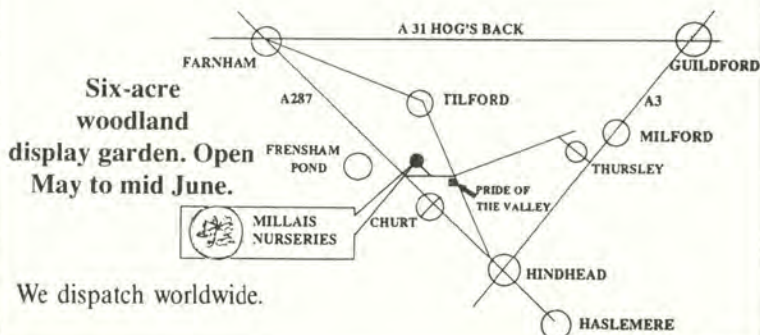 A 31 HOG'S BACK
FARNHAM
GUILDFORD
Six-acre
woodland
display garden. Open
May to mid June.
A287
TILFORD
A3
MILFORD
FRENSHAM
POND
THURSLEY
PRIDE OF
THE VALLEY
MILLAIS
NURSERIES
CHURT
HINDHEAD
We dispatch worldwide.
HASLEMERE